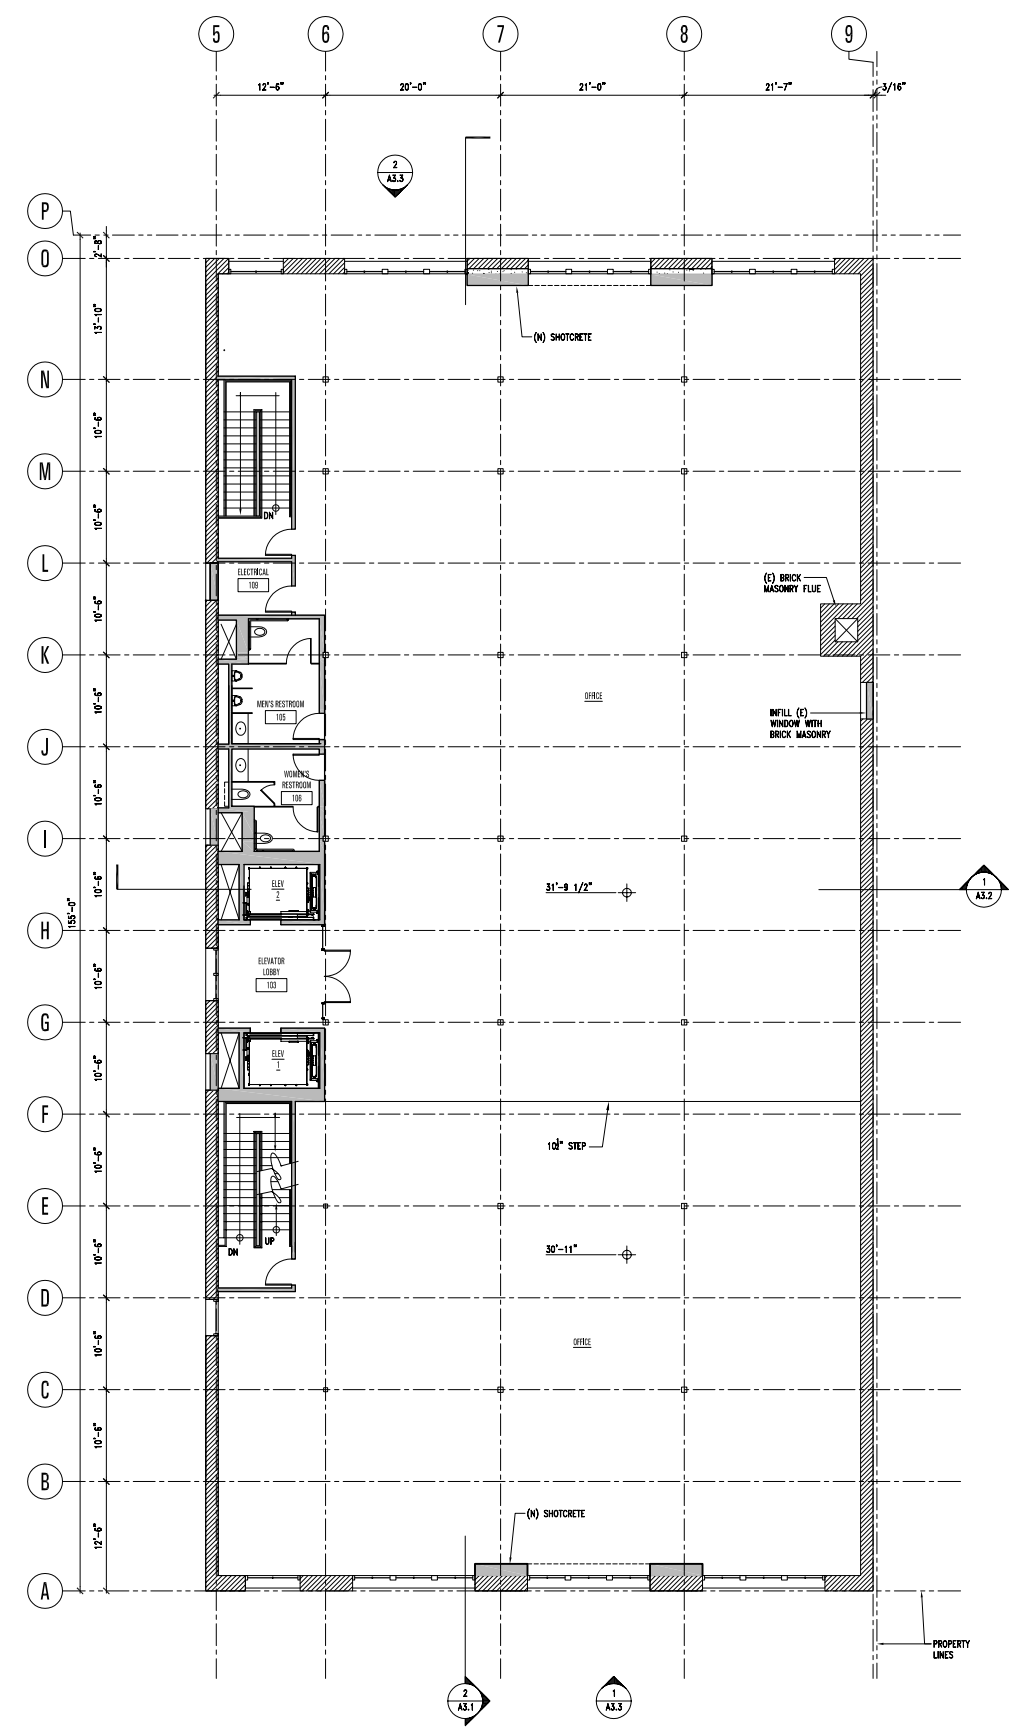 5
6
7
8
9
12'-6"
20'-0"
21'-0"
21'-7"
3/16"
2
A3.3
P
2'-8"
O
(N) SHOTCRETE
13'-10"
N
10'-6"
M
DN
10'-6"
L
ELECTRICAL
109
(E) BRICK
MASONRY FLUE
10'-6"
K
OFFICE
MEN'S RESTROOM
105
10'-6"
INFILL (E)
WINDOW WITH
BRICK MASONRY
J
WOMEN'S
RESTROOM
106
10'-6"
I
ELEV
2
31'-9 1/2"
1
A3.2
10'-6"
155'-0"
H
ELEVATOR
LOBBY
103
10'-6"
G
ELEV
1
10'-6"
F
STEP
10'-6"
E
DN
UP
30'-11"
10'-6"
D
OFFICE
10'-6"
C
10'-6"
B
(N) SHOTCRETE
12'-6"
A
PROPERTY
LINES
2
A3.1
1
A3.3